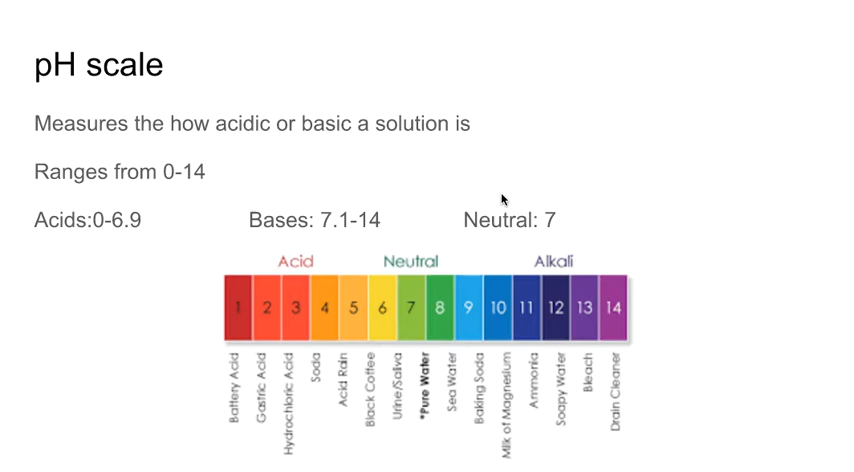 pH scale
Measures the how acidic or basic a solution is
Ranges from 0-14
Acids:0-6.9 Bases: 7.1-14 Neutral: 7
Acid Neutral Alkali
1 2 3 4 5 6 7 8 9 10 11 12 13 14
Battery Acid
Gastric Acid
Hydrochloric Acid
Soda
Acid Rain
Black Coffee
Urine/Saliva
*Pure Water
Sea Water
Baking Soda
Milk of Magnesium
Ammonia
Soapy Water
Bleach
Drain Cleaner